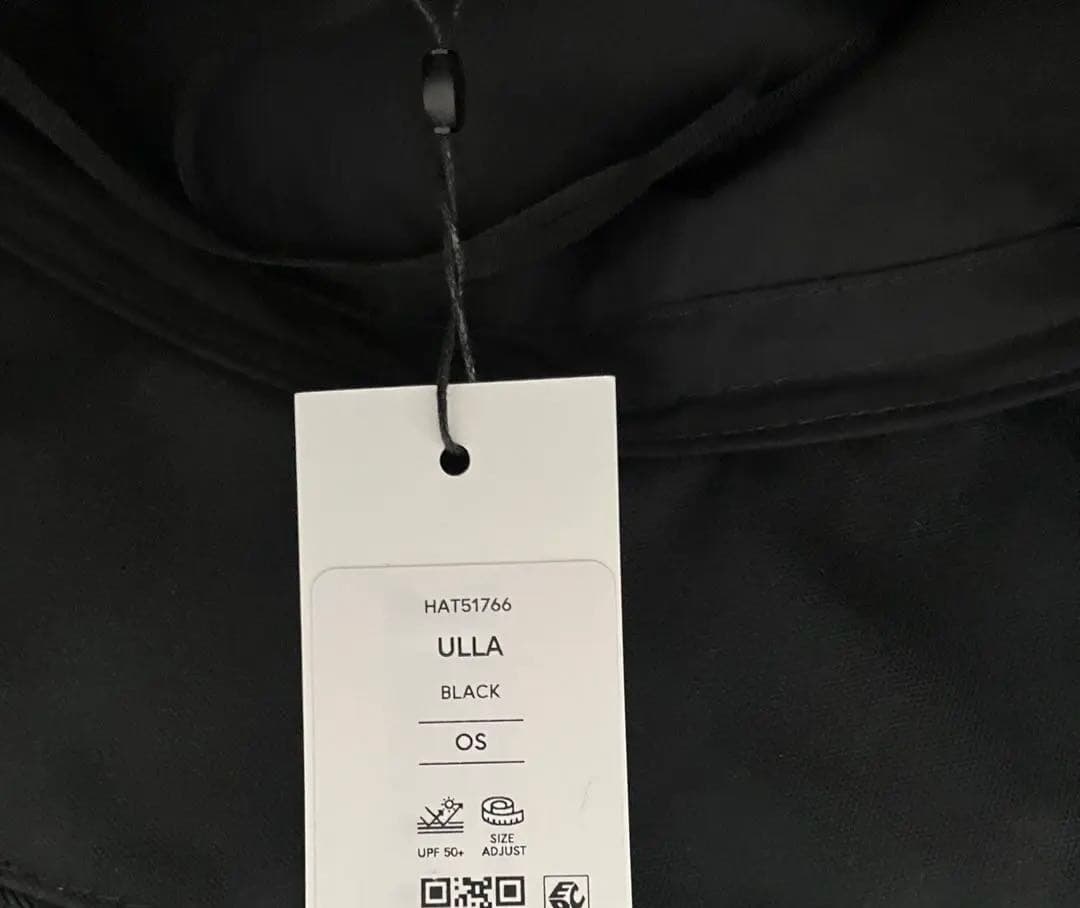 HAT51766
ULLA
BLACK
OS
UPF 50+
SIZE
ADJUST